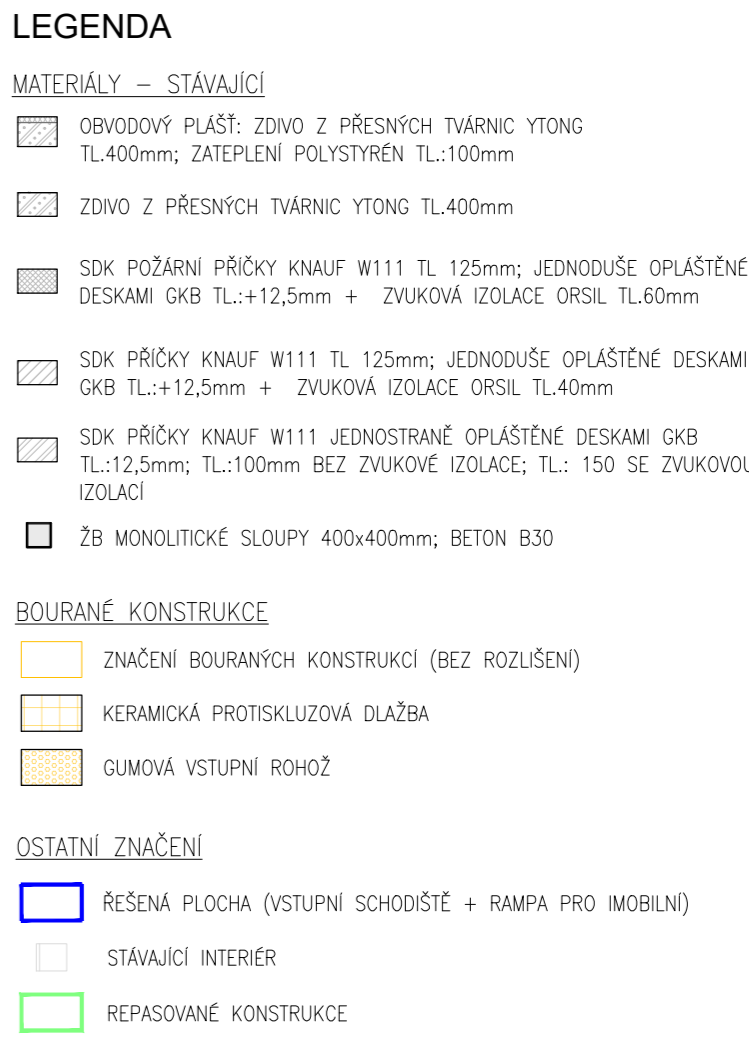 LEGENDA
MATERIÁLY – STÁVAJÍCÍ
OBVODOVÝ PLÁŠŤ: ZDIVO Z PŘESNÝCH TVÁRNIC YTONG
TL.400mm; ZATEPLENÍ POLYSTYRÉN TL.:100mm
ZDIVO Z PŘESNÝCH TVÁRNIC YTONG TL.400mm
SDK POŽÁRNÍ PŘÍČKY KNAUF W111 TL 125mm; JEDNODUŠE OPLÁŠTĚNÉ
DESKAMI GKB TL.:+12,5mm + ZVUKOVÁ IZOLACE ORSIL TL.60mm
SDK PŘÍČKY KNAUF W111 TL 125mm; JEDNODUŠE OPLÁŠTĚNÉ DESKAMI
GKB TL.:+12,5mm + ZVUKOVÁ IZOLACE ORSIL TL.40mm
SDK PŘÍČKY KNAUF W111 JEDNOSTRANĚ OPLÁŠTĚNÉ DESKAMI GKB
TL.:12,5mm; TL.:100mm BEZ ZVUKOVÉ IZOLACE; TL.: 150 SE ZVUKOVOU
IZOLACÍ
ŽB MONOLITICKÉ SLOUPY 400x400mm; BETON B30
BOURANÉ KONSTRUKCE
ZNAČENÍ BOURANÝCH KONSTRUKCÍ (BEZ ROZLIŠENÍ)
KERAMICKÁ PROTISKLUZOVÁ DLAŽBA
GUMOVÁ VSTUPNÍ ROHOŽ
OSTATNÍ ZNAČENÍ
ŘEŠENÁ PLOCHA (VSTUPNÍ SCHODIŠTĚ + RAMPA PRO IMOBILNÍ)
STÁVAJÍCÍ INTERIÉR
REPASOVANÉ KONSTRUKCE